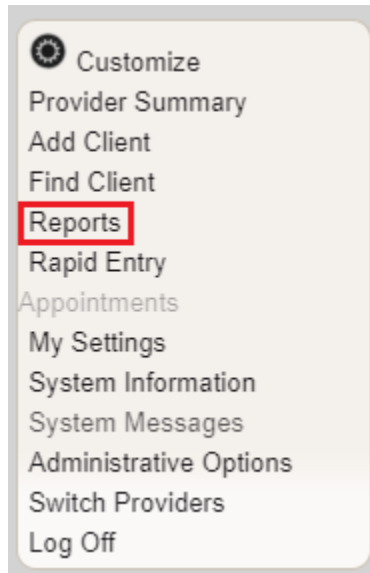 Customize
Provider Summary
Add Client
Find Client
Reports
Rapid Entry
Appointments
My Settings
System Information
System Messages
Administrative Options
Switch Providers
Log Off